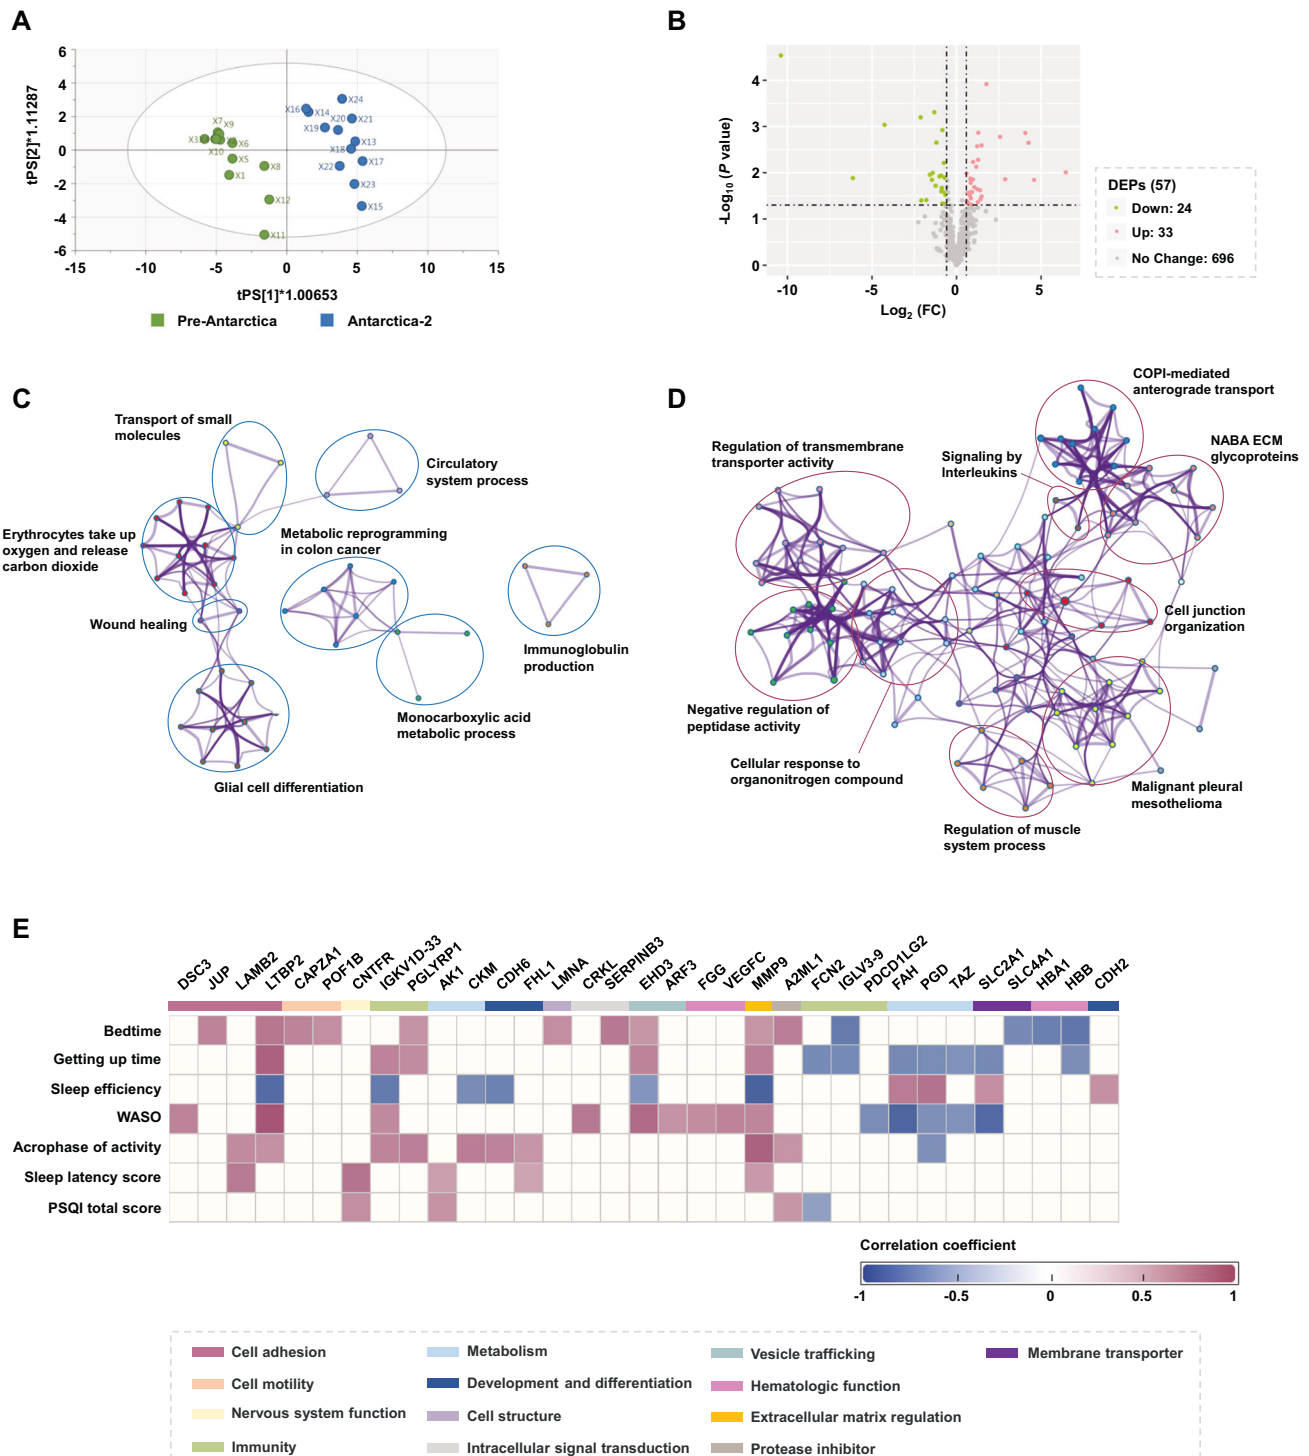 A
6
4
2
0
-2
-4
-6
-15
-10
-5
0
5
10
15
tPS[2]*1.11287
tPS[1]*1.00653
X7
X9
X6
X10
X5
X1
X8
X12
X11
X16
X14
X24
X20
X21
X19
X13
X18
X17
X22
X23
X15
Pre-Antarctica
Antarctica-2
B
4
3
2
1
0
-10
-5
0
5
-Log10 (P value)
Log2 (FC)
DEPs (57)
Down: 24
Up: 33
No Change: 696
C
Transport of small
molecules
Circulatory
system process
Erythrocytes take up
oxygen and release
carbon dioxide
Metabolic reprogramming
in colon cancer
Wound healing
Immunoglobulin
production
Monocarboxylic acid
metabolic process
Glial cell differentiation
D
COPI-mediated
anterograde transport
Regulation of transmembrane
transporter activity
Signaling by
Interleukins
NABA ECM
glycoproteins
Cell junction
organization
Negative regulation of
peptidase activity
Cellular response to
organonitrogen compound
Malignant pleural
mesothelioma
Regulation of muscle
system process
E
DSC3
JUP
LAMB2
LTBP2
CAPZA1
POF1B
CNTFR
IGKV1D-33
PGLYRP1
AK1
CKM
CDH6
FHL1
LMNA
CRKL
SERPINB3
EHD3
ARF3
FGG
VEGFC
MMP9
A2ML1
FCN2
IGLV3-9
PDCD1LG2
FAH
PGD
TAZ
SLC2A1
SLC4A1
HBA1
HBB
CDH2
Bedtime
Getting up time
Sleep efficiency
WASO
Acrophase of activity
Sleep latency score
PSQI total score
Correlation coefficient
-1
-0.5
0
0.5
1
Cell adhesion
Cell motility
Nervous system function
Immunity
Metabolism
Development and differentiation
Cell structure
Intracellular signal transduction
Vesicle trafficking
Hematologic function
Extracellular matrix regulation
Protease inhibitor
Membrane transporter